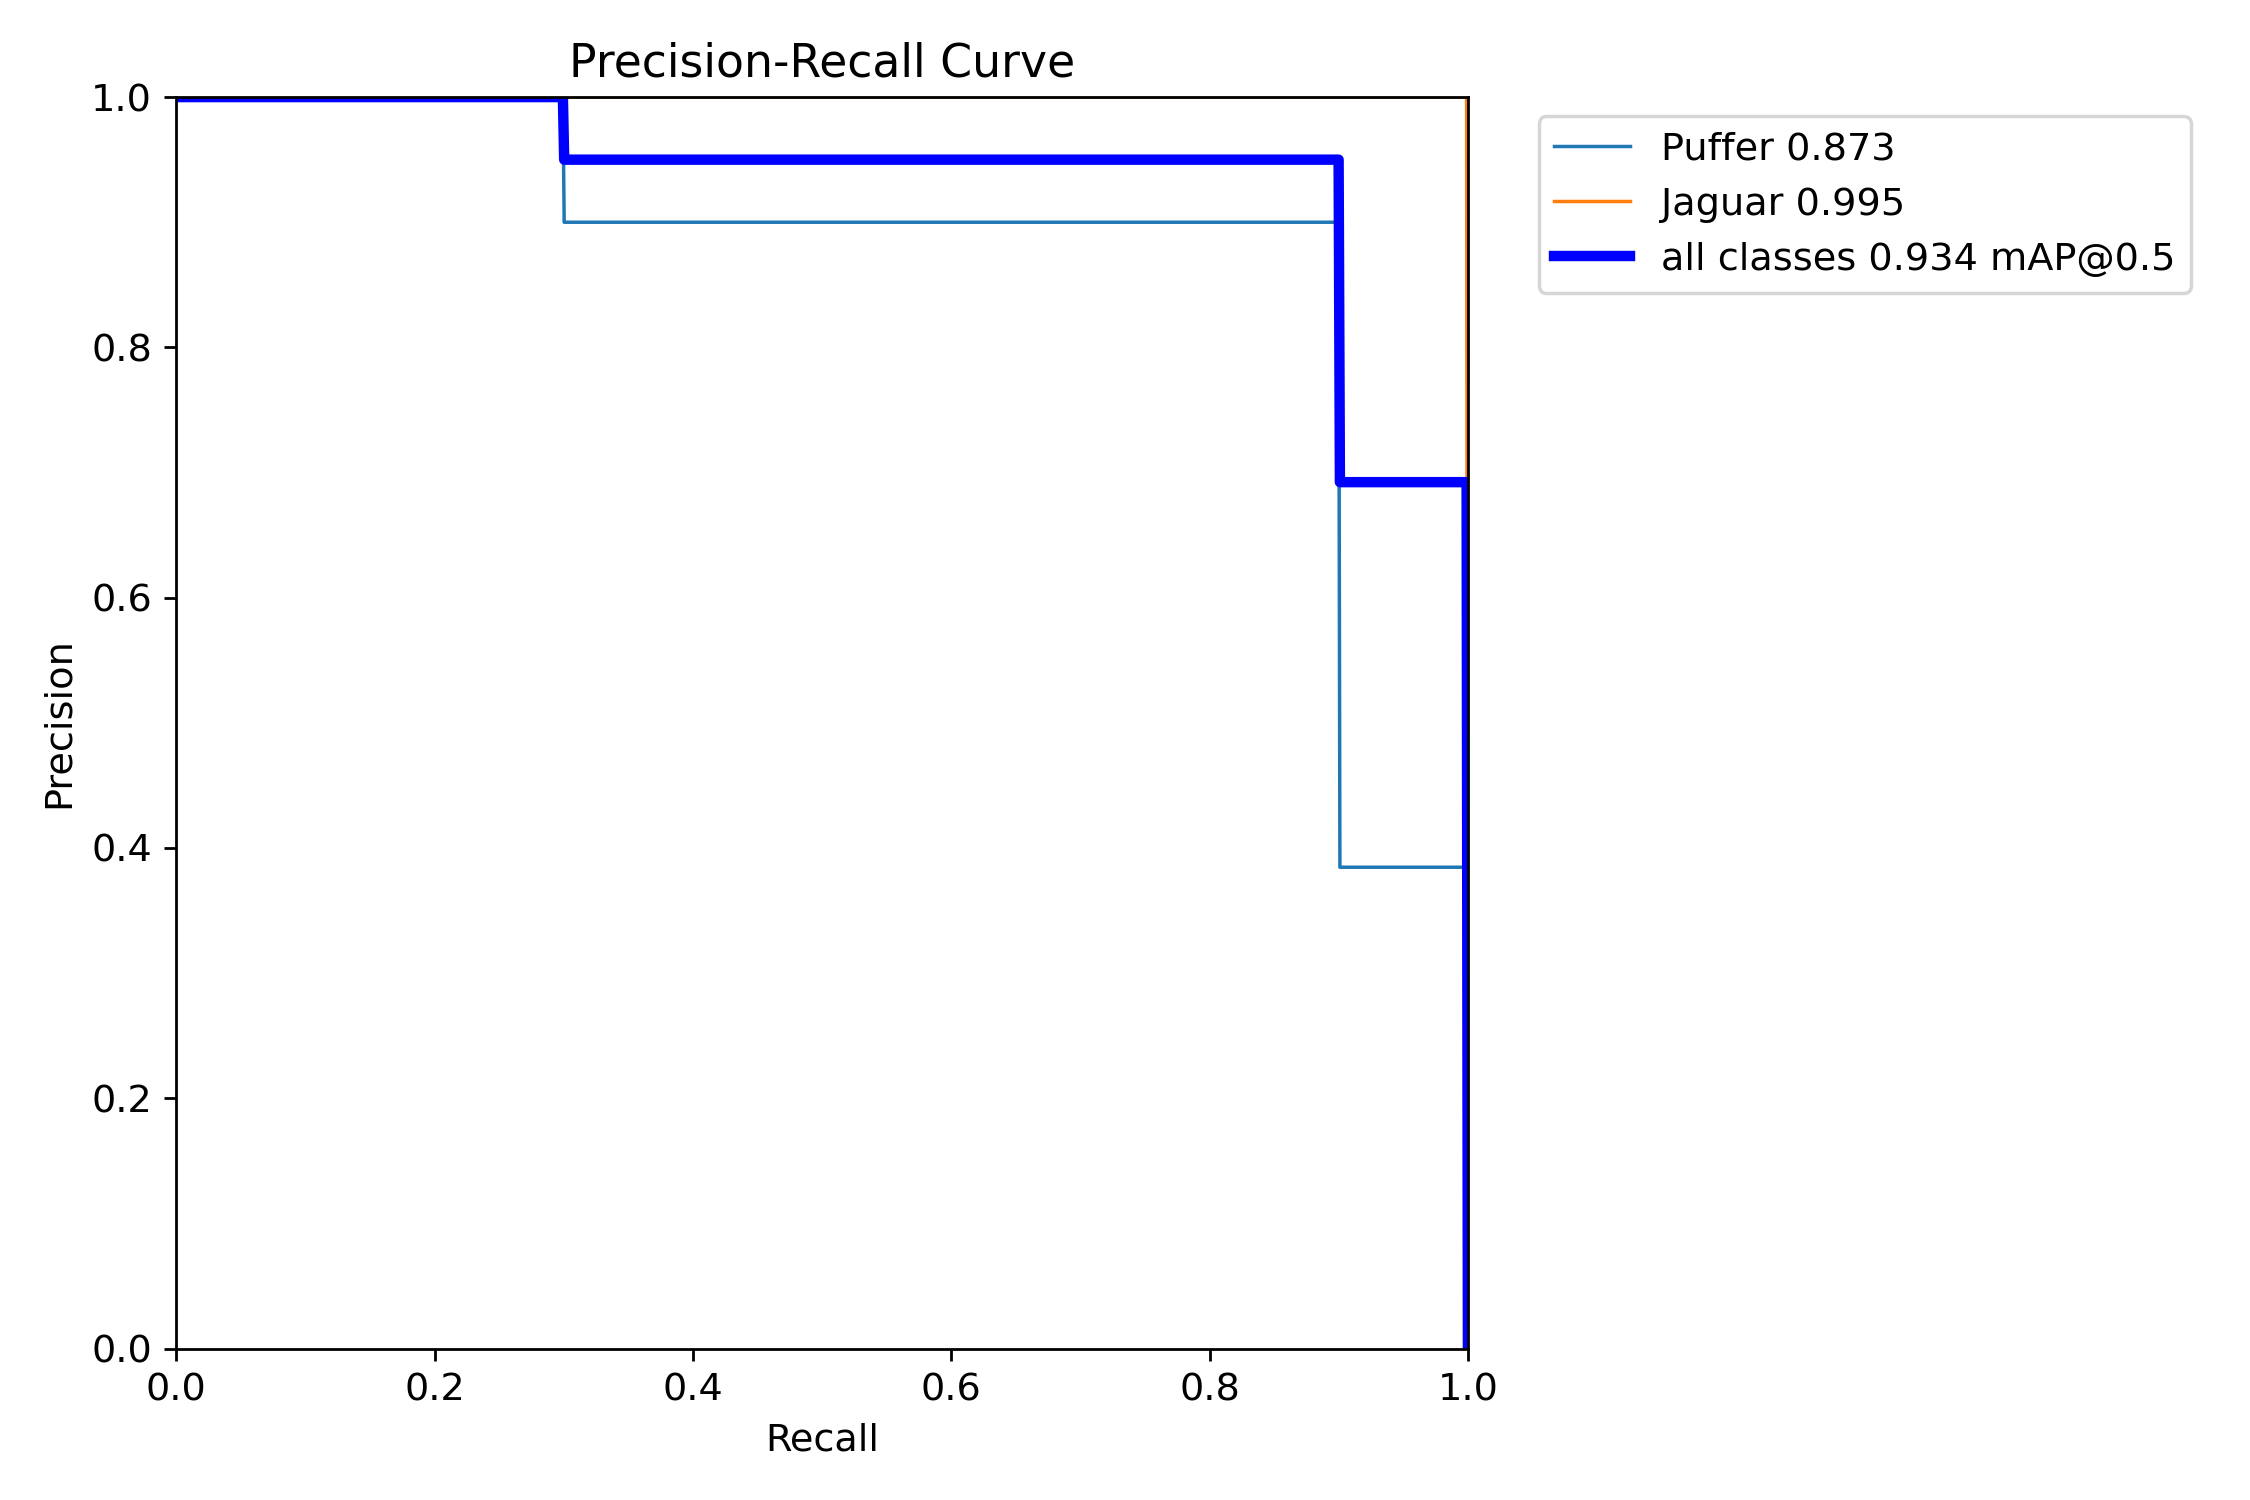 Precision-Recall Curve
1.0
0.8
0.6
0.4
0.2
0.0
Precision
0.0 0.2 0.4 0.6 0.8 1.0
Recall
Puffer 0.873
Jaguar 0.995
all classes 0.934 mAP@0.5